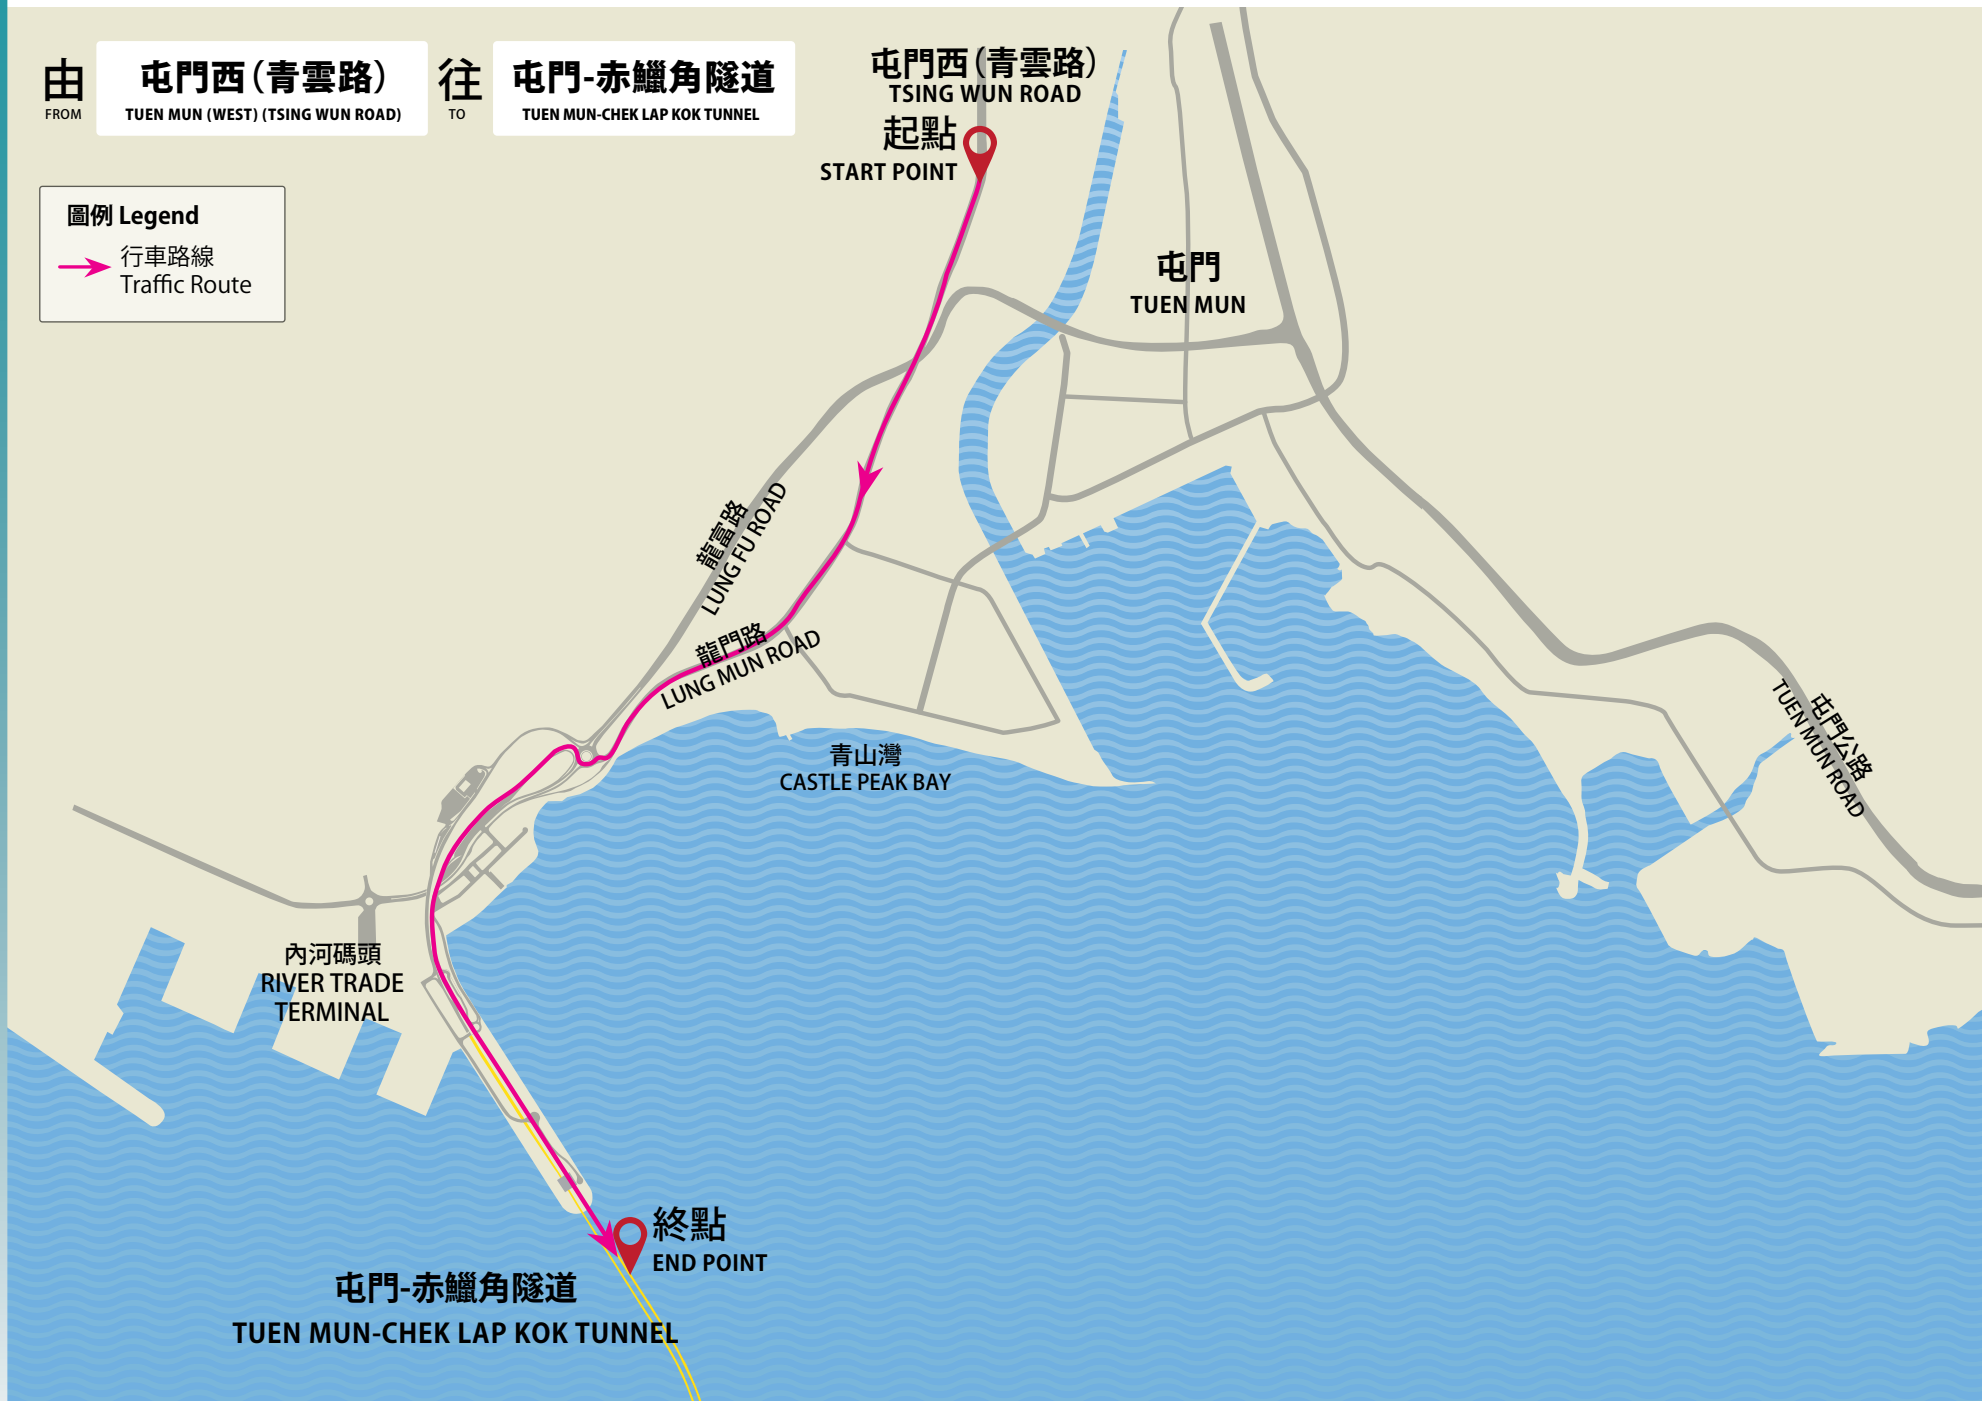 由
FROM
屯門西（青雲路）
TUEN MUN (WEST) (TSING WUN ROAD)
往
TO
屯門-赤鱲角隧道
TUEN MUN-CHEK LAP KOK TUNNEL
圖例 Legend
行車路線
Traffic Route
屯門西（青雲路）
TSING WUN ROAD
起點
START POINT
屯門
TUEN MUN
龍富路
LUNG FU ROAD
龍門路
LUNG MUN ROAD
屯門公路
TUEN MUN ROAD
青山灣
CASTLE PEAK BAY
內河碼頭
RIVER TRADE
TERMINAL
終點
END POINT
屯門-赤鱲角隧道
TUEN MUN-CHEK LAP KOK TUNNEL